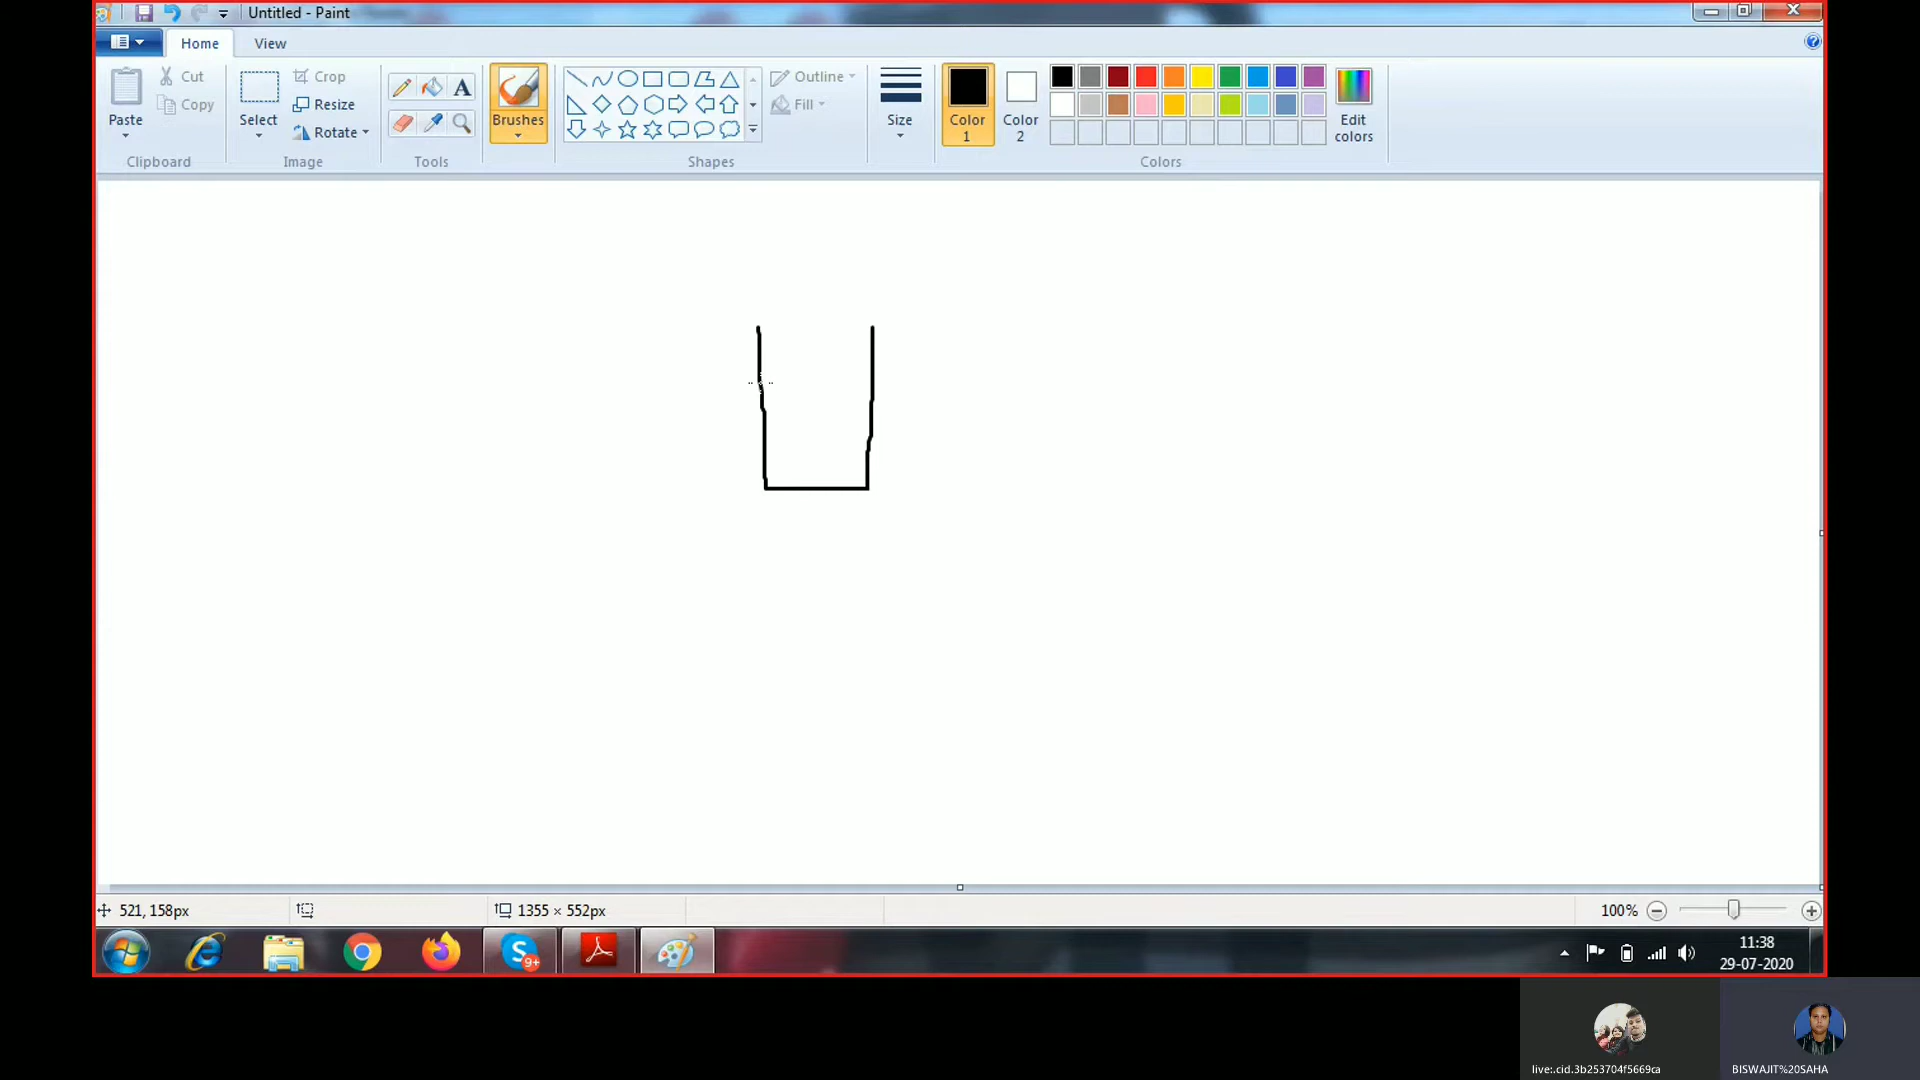 Untitled - Paint
Home View
Paste
Cut
Copy
Clipboard
Select
Crop
Resize
Rotate
Image
A
Tools
Brushes
Outline
Fill
Shapes
Size
Color
1
Color
2
Edit
colors
Colors
521, 158px
1355 × 552px
100%
S
9+
11:38
29-07-2020
live:.cid.3b253704f5669ca
BISWAJIT%20SAHA